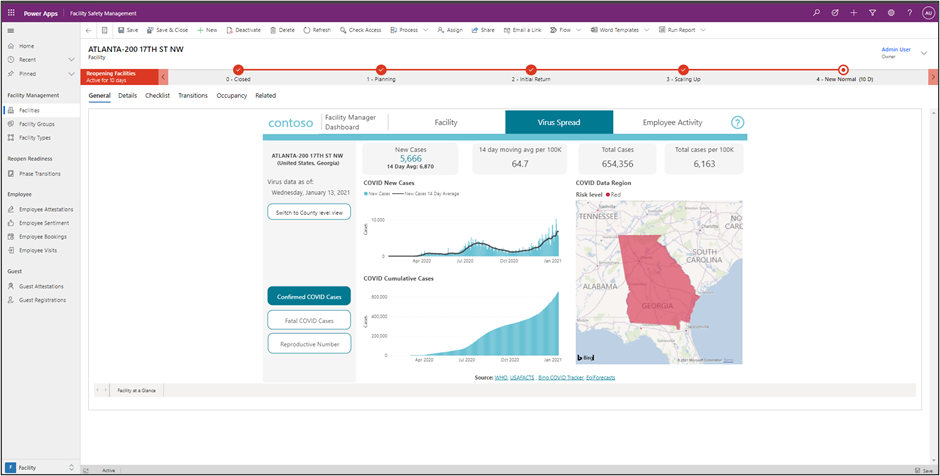 Power Apps Facility Safety Management AU
Save Save & Close New Deactivate Delete Refresh Check Access Process Assign Share Email a Link Flow Word Templates Run Report
Home
Recent
Pinned
Facility Management
Facilities
Facility Groups
Facility Types
Reopen Readiness
Phase Transitions
Employee
Employee Attestations
Employee Sentiment
Employee Bookings
Employee Visits
Guest
Guest Attestations
Guest Registrations
F Facility
ATLANTA-200 17TH ST NW
Facility
Admin User
Owner
Reopening Facilities
Active for 10 days
0 - Closed 1 - Planning 2 - Initial Return 3 - Scaling Up 4 - New Normal (10 D)
General Details Checklist Transitions Occupancy Related
contoso
Facility Manager
Dashboard
Facility Virus Spread Employee Activity ?
ATLANTA-200 17TH ST NW
(United States, Georgia)
Virus data as of:
Wednesday, January 13, 2021
Switch to County level view
Confirmed COVID Cases
Fatal COVID Cases
Reproductive Number
New Cases
5,666
14 Day Avg: 6,870
14 day moving avg per 100K
64.7
Total Cases
654,356
Total cases per 100K
6,163
COVID New Cases
New Cases New Cases 14 Day Average
Cases
10,000
0
Apr 2020 Jul 2020 Oct 2020 Jan 2021
COVID Cumulative Cases
Cases
800,000
600,000
400,000
200,000
0
Apr 2020 Jul 2020 Oct 2020 Jan 2021
COVID Data Region
Risk level Red
TENNESSEE
NO
CARC
SOUTH
CAROLINA
ALABAMA
GEORGIA
Bing
Source: WHO, USAFACTS, Bing COVID Tracker, EpiForecasts
Facility at a Glance
Active
Save